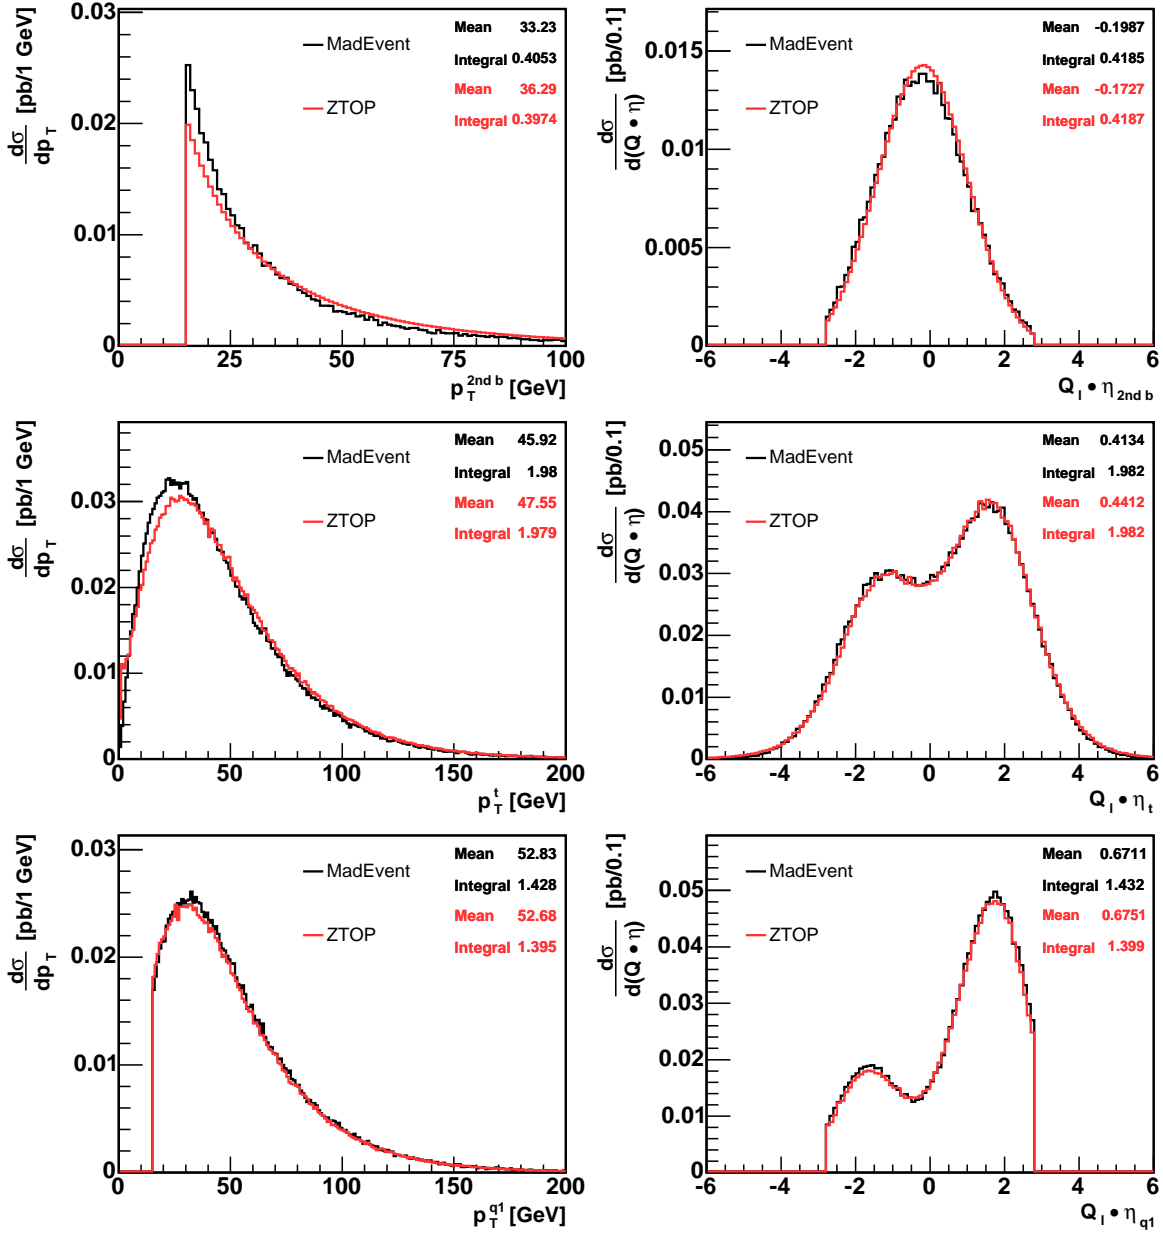 dσ/dp_T [pb/1 GeV]
0.03
0.02
0.01
0
MadEvent
ZTOP
Mean 33.23
Integral 0.4053
Mean 36.29
Integral 0.3974
0 25 50 75 100
p_T^2nd b [GeV]
dσ/d(Q • η) [pb/0.1]
0.015
0.01
0.005
0
MadEvent
ZTOP
Mean -0.1987
Integral 0.4185
Mean -0.1727
Integral 0.4187
-6 -4 -2 0 2 4 6
Q_l • η_2nd b
dσ/dp_T [pb/1 GeV]
0.03
0.02
0.01
0
MadEvent
ZTOP
Mean 45.92
Integral 1.98
Mean 47.55
Integral 1.979
0 50 100 150 200
p_T^t [GeV]
dσ/d(Q • η) [pb/0.1]
0.05
0.04
0.03
0.02
0.01
0
MadEvent
ZTOP
Mean 0.4134
Integral 1.982
Mean 0.4412
Integral 1.982
-6 -4 -2 0 2 4 6
Q_l • η_t
dσ/dp_T [pb/1 GeV]
0.03
0.02
0.01
0
MadEvent
ZTOP
Mean 52.83
Integral 1.428
Mean 52.68
Integral 1.395
0 50 100 150 200
p_T^q1 [GeV]
dσ/d(Q • η) [pb/0.1]
0.05
0.04
0.03
0.02
0.01
0
MadEvent
ZTOP
Mean 0.6711
Integral 1.432
Mean 0.6751
Integral 1.399
-6 -4 -2 0 2 4 6
Q_l • η_q1